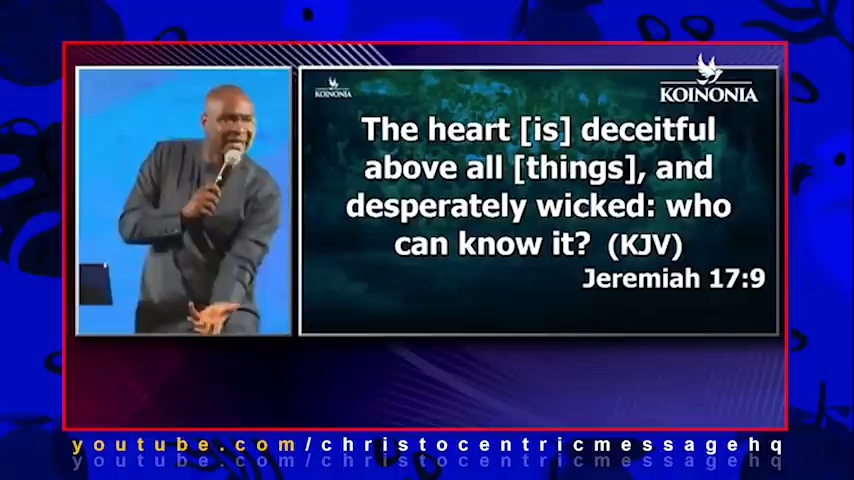 KOINONIA
KOINONIA
The heart [is] deceitful
above all [things], and
desperately wicked: who
can know it? (KJV)
Jeremiah 17:9
youtube.com/christocentricmessagehq
youtube.com/christocentricmessagehq